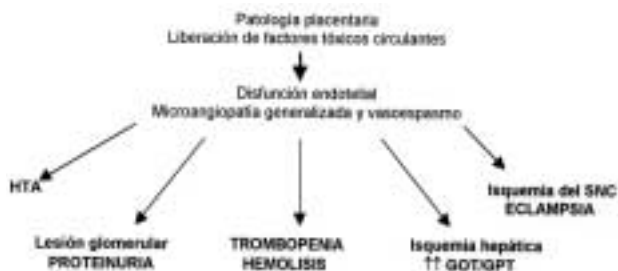 Patología placentaria
Liberación de factores tóxicos circulantes
Disfunción endotelial
Microangiopatía generalizada y vasoespasmo
HTA
Isquemia del SNC
ECLAMPSIA
Lesión glomerular
PROTEINURIA
TROMBOPENIA
HEMOLISIS
Isquemia hepática
↑↑ GOT/GPT